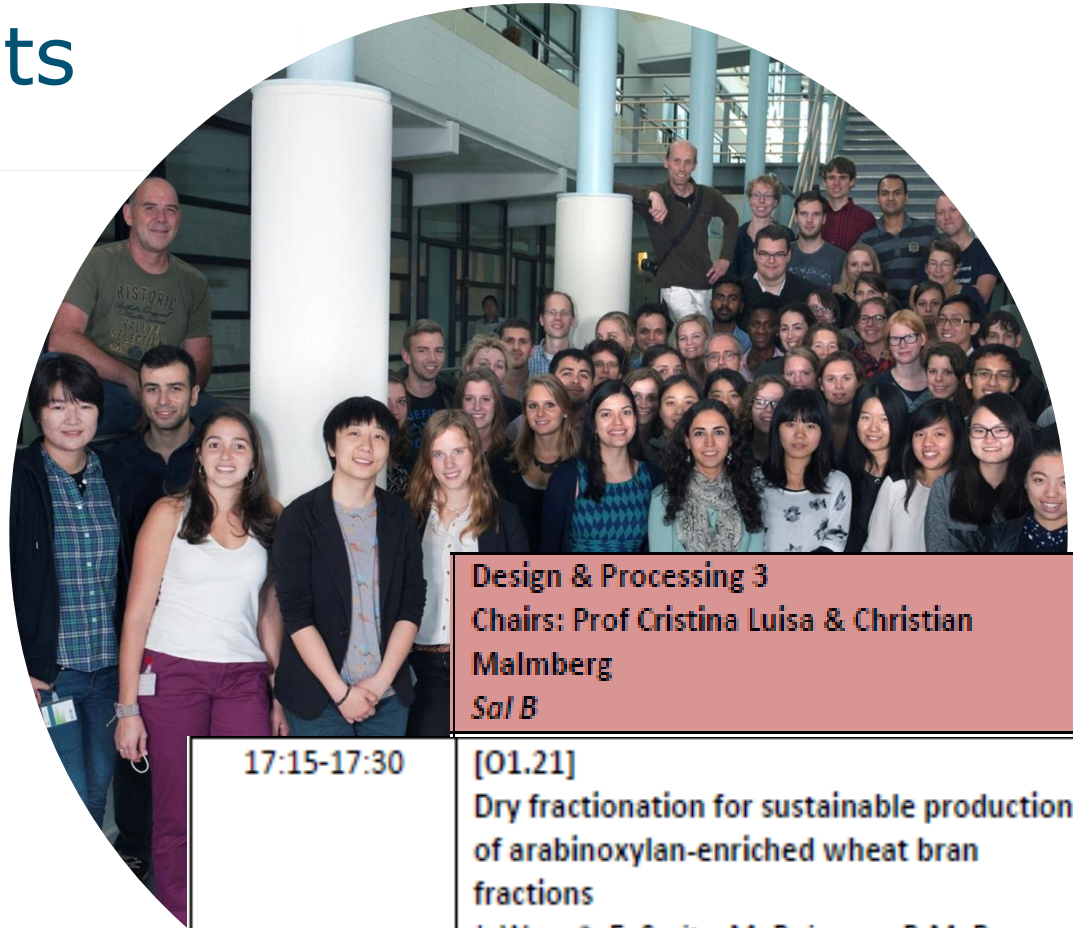 ts
HISTORIC
Design & Processing 3
Chairs: Prof Cristina Luisa & Christian
Malmberg
Sal B
17:15-17:30
[O1.21]
Dry fractionation for sustainable production
of arabinoxylan-enriched wheat bran
fractions